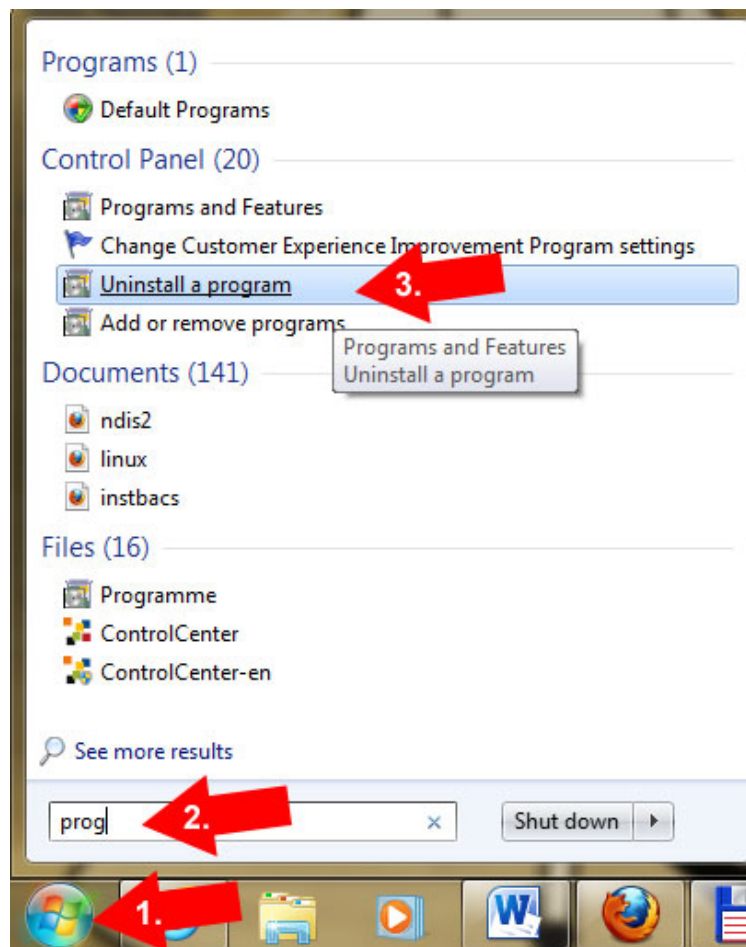 Programs (1)
Default Programs
Control Panel (20)
Programs and Features
Change Customer Experience Improvement Program settings
Uninstall a program
3.
Add or remove programs
Programs and Features
Uninstall a program
Documents (141)
ndis2
linux
instbacs
Files (16)
Programme
ControlCenter
ControlCenter-en
See more results
prog
2.
Shut down
1.
W